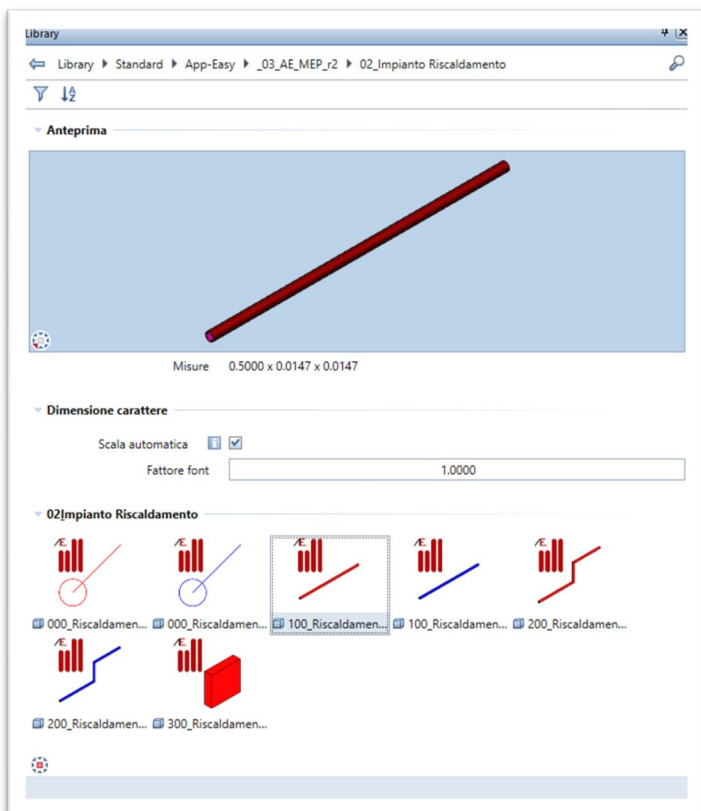 Library
Library ▸ Standard ▸ App-Easy ▸ _03_AE_MEP_r2 ▸ 02_Impianto Riscaldamento
Anteprima
Misure 0.5000 x 0.0147 x 0.0147
Dimensione carattere
Scala automatica
Fattore font 1.0000
02Impianto Riscaldamento
Æ Æ Æ Æ Æ
000_Riscaldamen... 000_Riscaldamen... 100_Riscaldamen... 100_Riscaldamen... 200_Riscaldamen...
Æ Æ
200_Riscaldamen... 300_Riscaldamen...